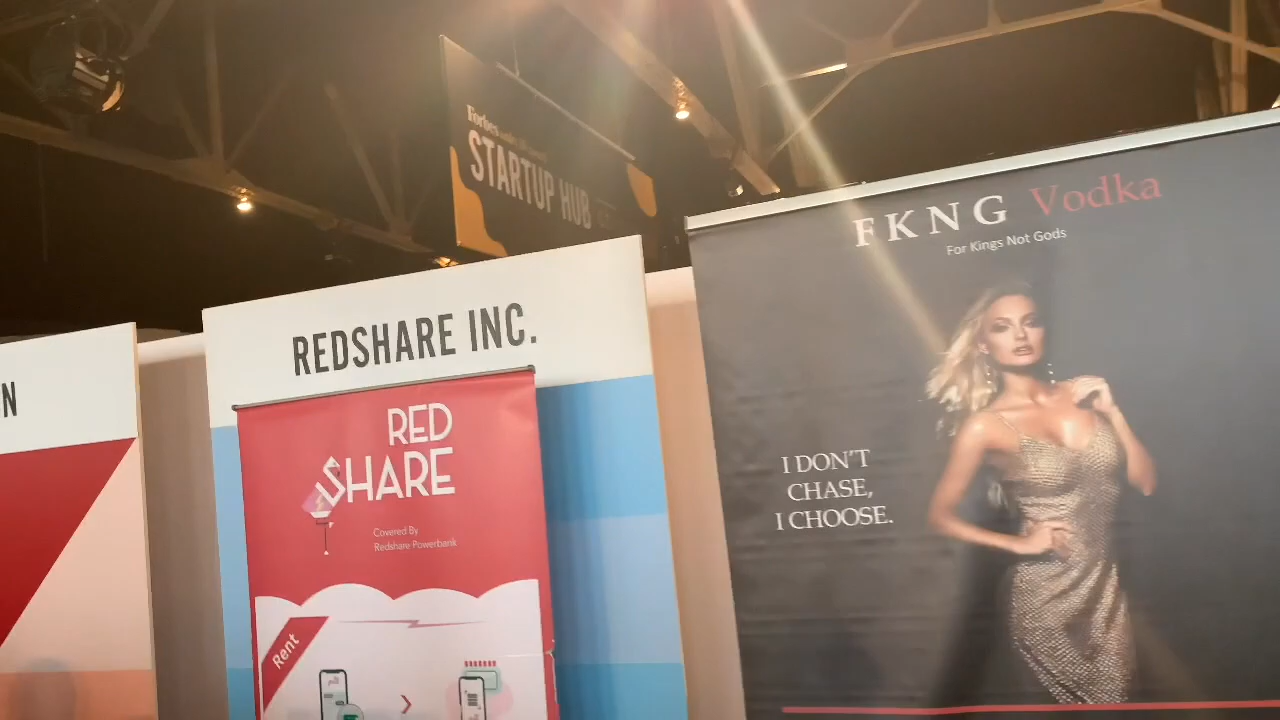 Forbes
STARTUP HUB
FKNG Vodka
For Kings Not Gods
REDSHARE INC.
N
RED
SHARE
Covered By
Redshare Powerbank
I DON'T
CHASE,
I CHOOSE.
Rent